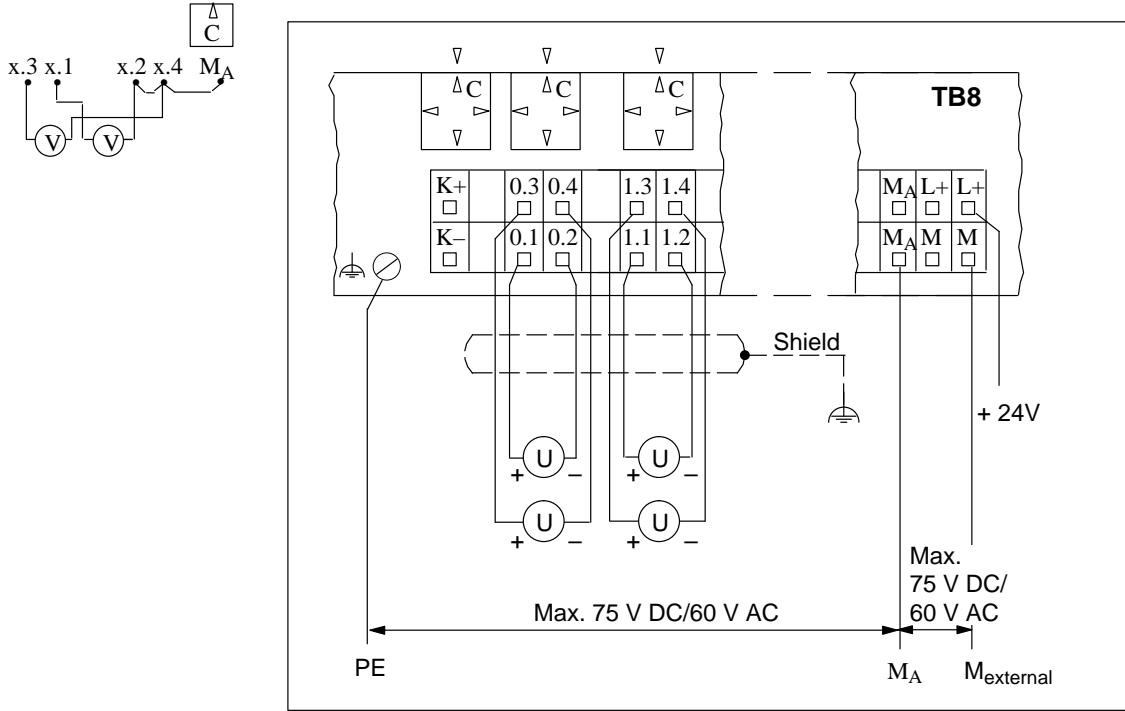 C
x.3 x.1 x.2 x.4 MA
V V
C C C
TB8
K+ 0.3 0.4 1.3 1.4 MA L+ L+
K– 0.1 0.2 1.1 1.2 MA M M
Shield
+ 24V
U U
+ – + –
U U
+ – + –
Max.
75 V DC/
60 V AC
Max. 75 V DC/60 V AC
PE MA Mexternal